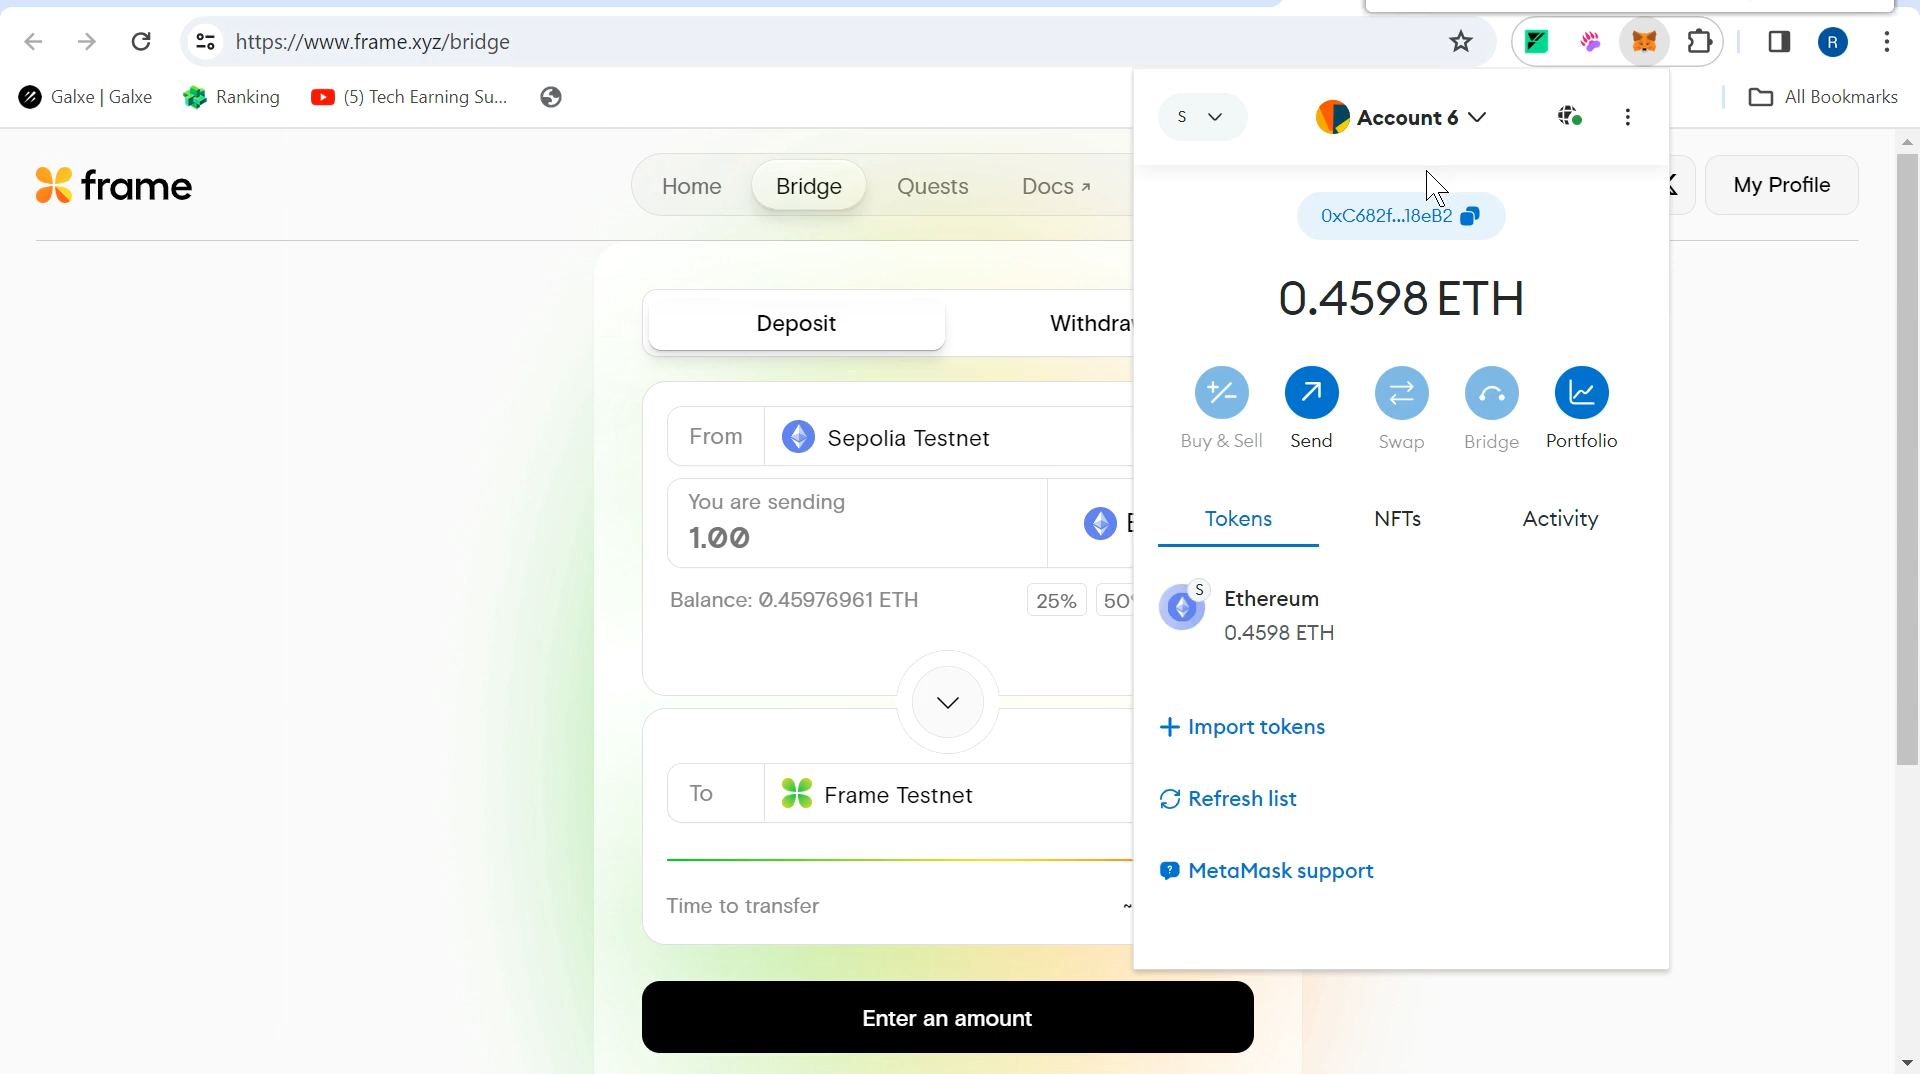 https://www.frame.xyz/bridge
R
Galxe | Galxe
Ranking
(5) Tech Earning Su...
All Bookmarks
frame
Home
Bridge
Quests
Docs ↗
My Profile
Deposit
Withdra
From
Sepolia Testnet
You are sending
1.00
Balance: 0.45976961 ETH
25%
50
To
Frame Testnet
Time to transfer
~
Enter an amount
S
Account 6
0xC682f...18eB2
0.4598 ETH
Buy & Sell
Send
Swap
Bridge
Portfolio
Tokens
NFTs
Activity
S
Ethereum
0.4598 ETH
+ Import tokens
Refresh list
MetaMask support